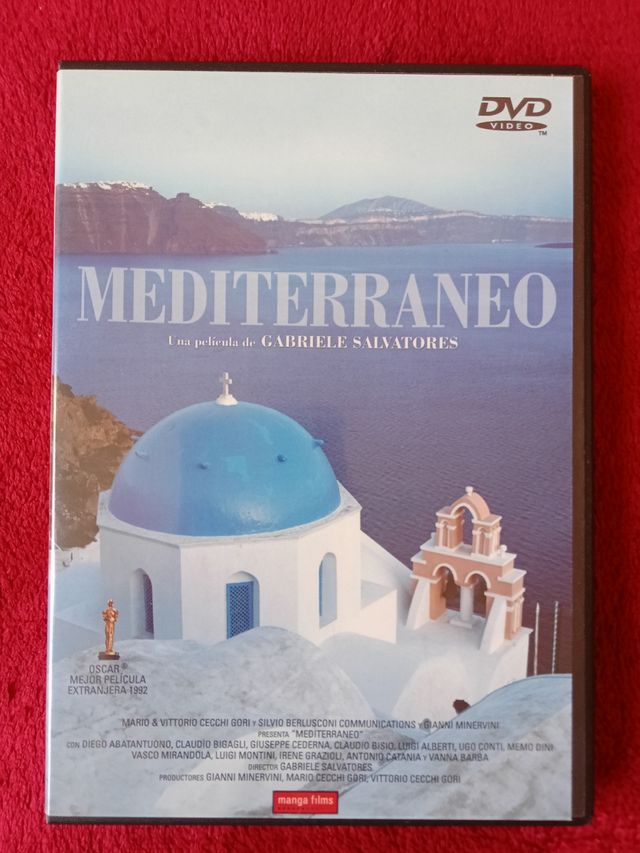 DVD
VIDEO
TM
MEDITERRANEO
Una película de GABRIELE SALVATORES
OSCAR®
MEJOR PELÍCULA
EXTRANJERA 1992
MARIO & VITTORIO CECCHI GORI Y SILVIO BERLUSCONI COMMUNICATIONS Y GIANNI MINERVINI
PRESENTA "MEDITERRANEO"
CON DIEGO ABATANTUONO, CLAUDIO BIGAGLI, GIUSEPPE CEDERNA, CLAUDIO BISIO, LUIGI ALBERTI, UGO CONTI, MEMO DINI
VASCO MIRANDOLA, LUIGI MONTINI, IRENE GRAZIOLI, ANTONIO CATANIA Y VANNA BARBA
DIRECTOR GABRIELE SALVATORES
PRODUCTORES GIANNI MINERVINI, MARIO CECCHI GORI, VITTORIO CECCHI GORI
manga films